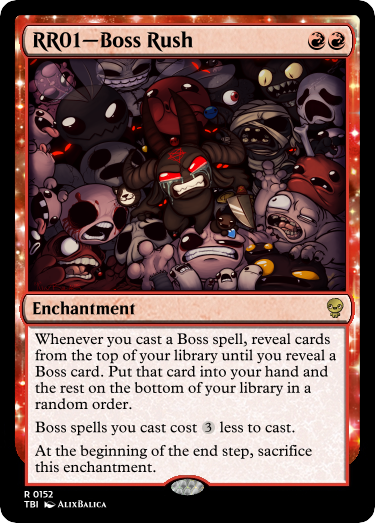 RR01—Boss Rush
Enchantment
Whenever you cast a Boss spell, reveal cards
from the top of your library until you reveal a
Boss card. Put that card into your hand and
the rest on the bottom of your library in a
random order.
Boss spells you cast cost 3 less to cast.
At the beginning of the end step, sacrifice
this enchantment.
R 0152
TBI AlixBalica